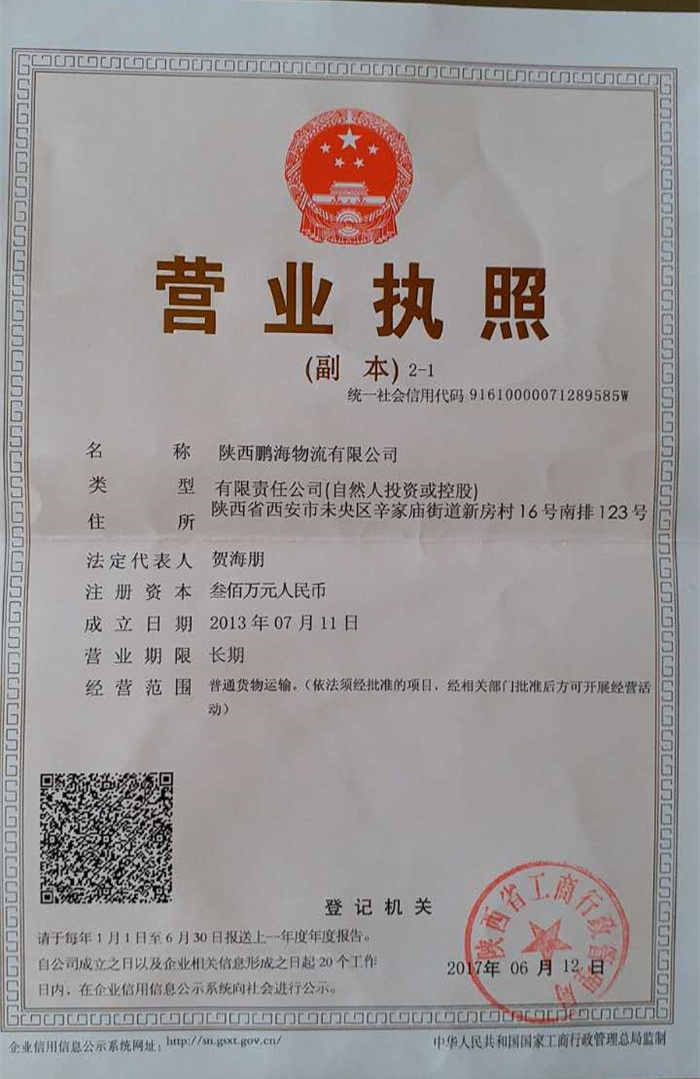 营业执照
(副 本) 2-1
统一社会信用代码 91610000071289585W
名 称 陕西鹏海物流有限公司
类 型 有限责任公司(自然人投资或控股)
住 所 陕西省西安市未央区辛家庙街道新房村16号南排123号
法定代表人 贺海朋
注册资本 叁佰万元人民币
成立日期 2013年07月11日
营业期限 长期
经营范围 普通货物运输。(依法须经批准的项目，经相关部门批准后方可开展经营活
动)
登记机关
陕西省工商行政管理局
2017年 06月 12日
请于每年1月1日至6月30日报送上一年度年度报告。
自公司成立之日以及企业相关信息形成之日起20个工作
日内，在企业信用信息公示系统向社会进行公示。
企业信用信息公示系统网址: http://sn.gsxt.gov.cn/
中华人民共和国国家工商行政管理总局监制